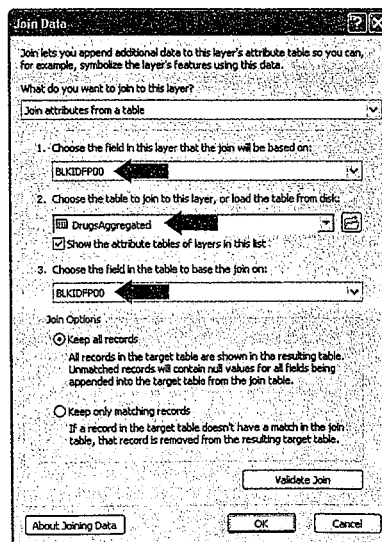 Join Data
Join lets you append additional data to this layer's attribute table so you can,
for example, symbolize the layer's features using this data.
What do you want to join to this layer?
Join attributes from a table
1. Choose the field in this layer that the join will be based on:
BLKIDFP00
2. Choose the table to join to this layer, or load the table from disk:
DrugsAggregated
Show the attribute tables of layers in this list
3. Choose the field in the table to base the join on:
BLKIDFP00
Join Options
Keep all records
All records in the target table are shown in the resulting table.
Unmatched records will contain null values for all fields being
appended into the target table from the join table.
Keep only matching records
If a record in the target table doesn't have a match in the join
table, that record is removed from the resulting target table.
Validate Join
About Joining Data
OK
Cancel